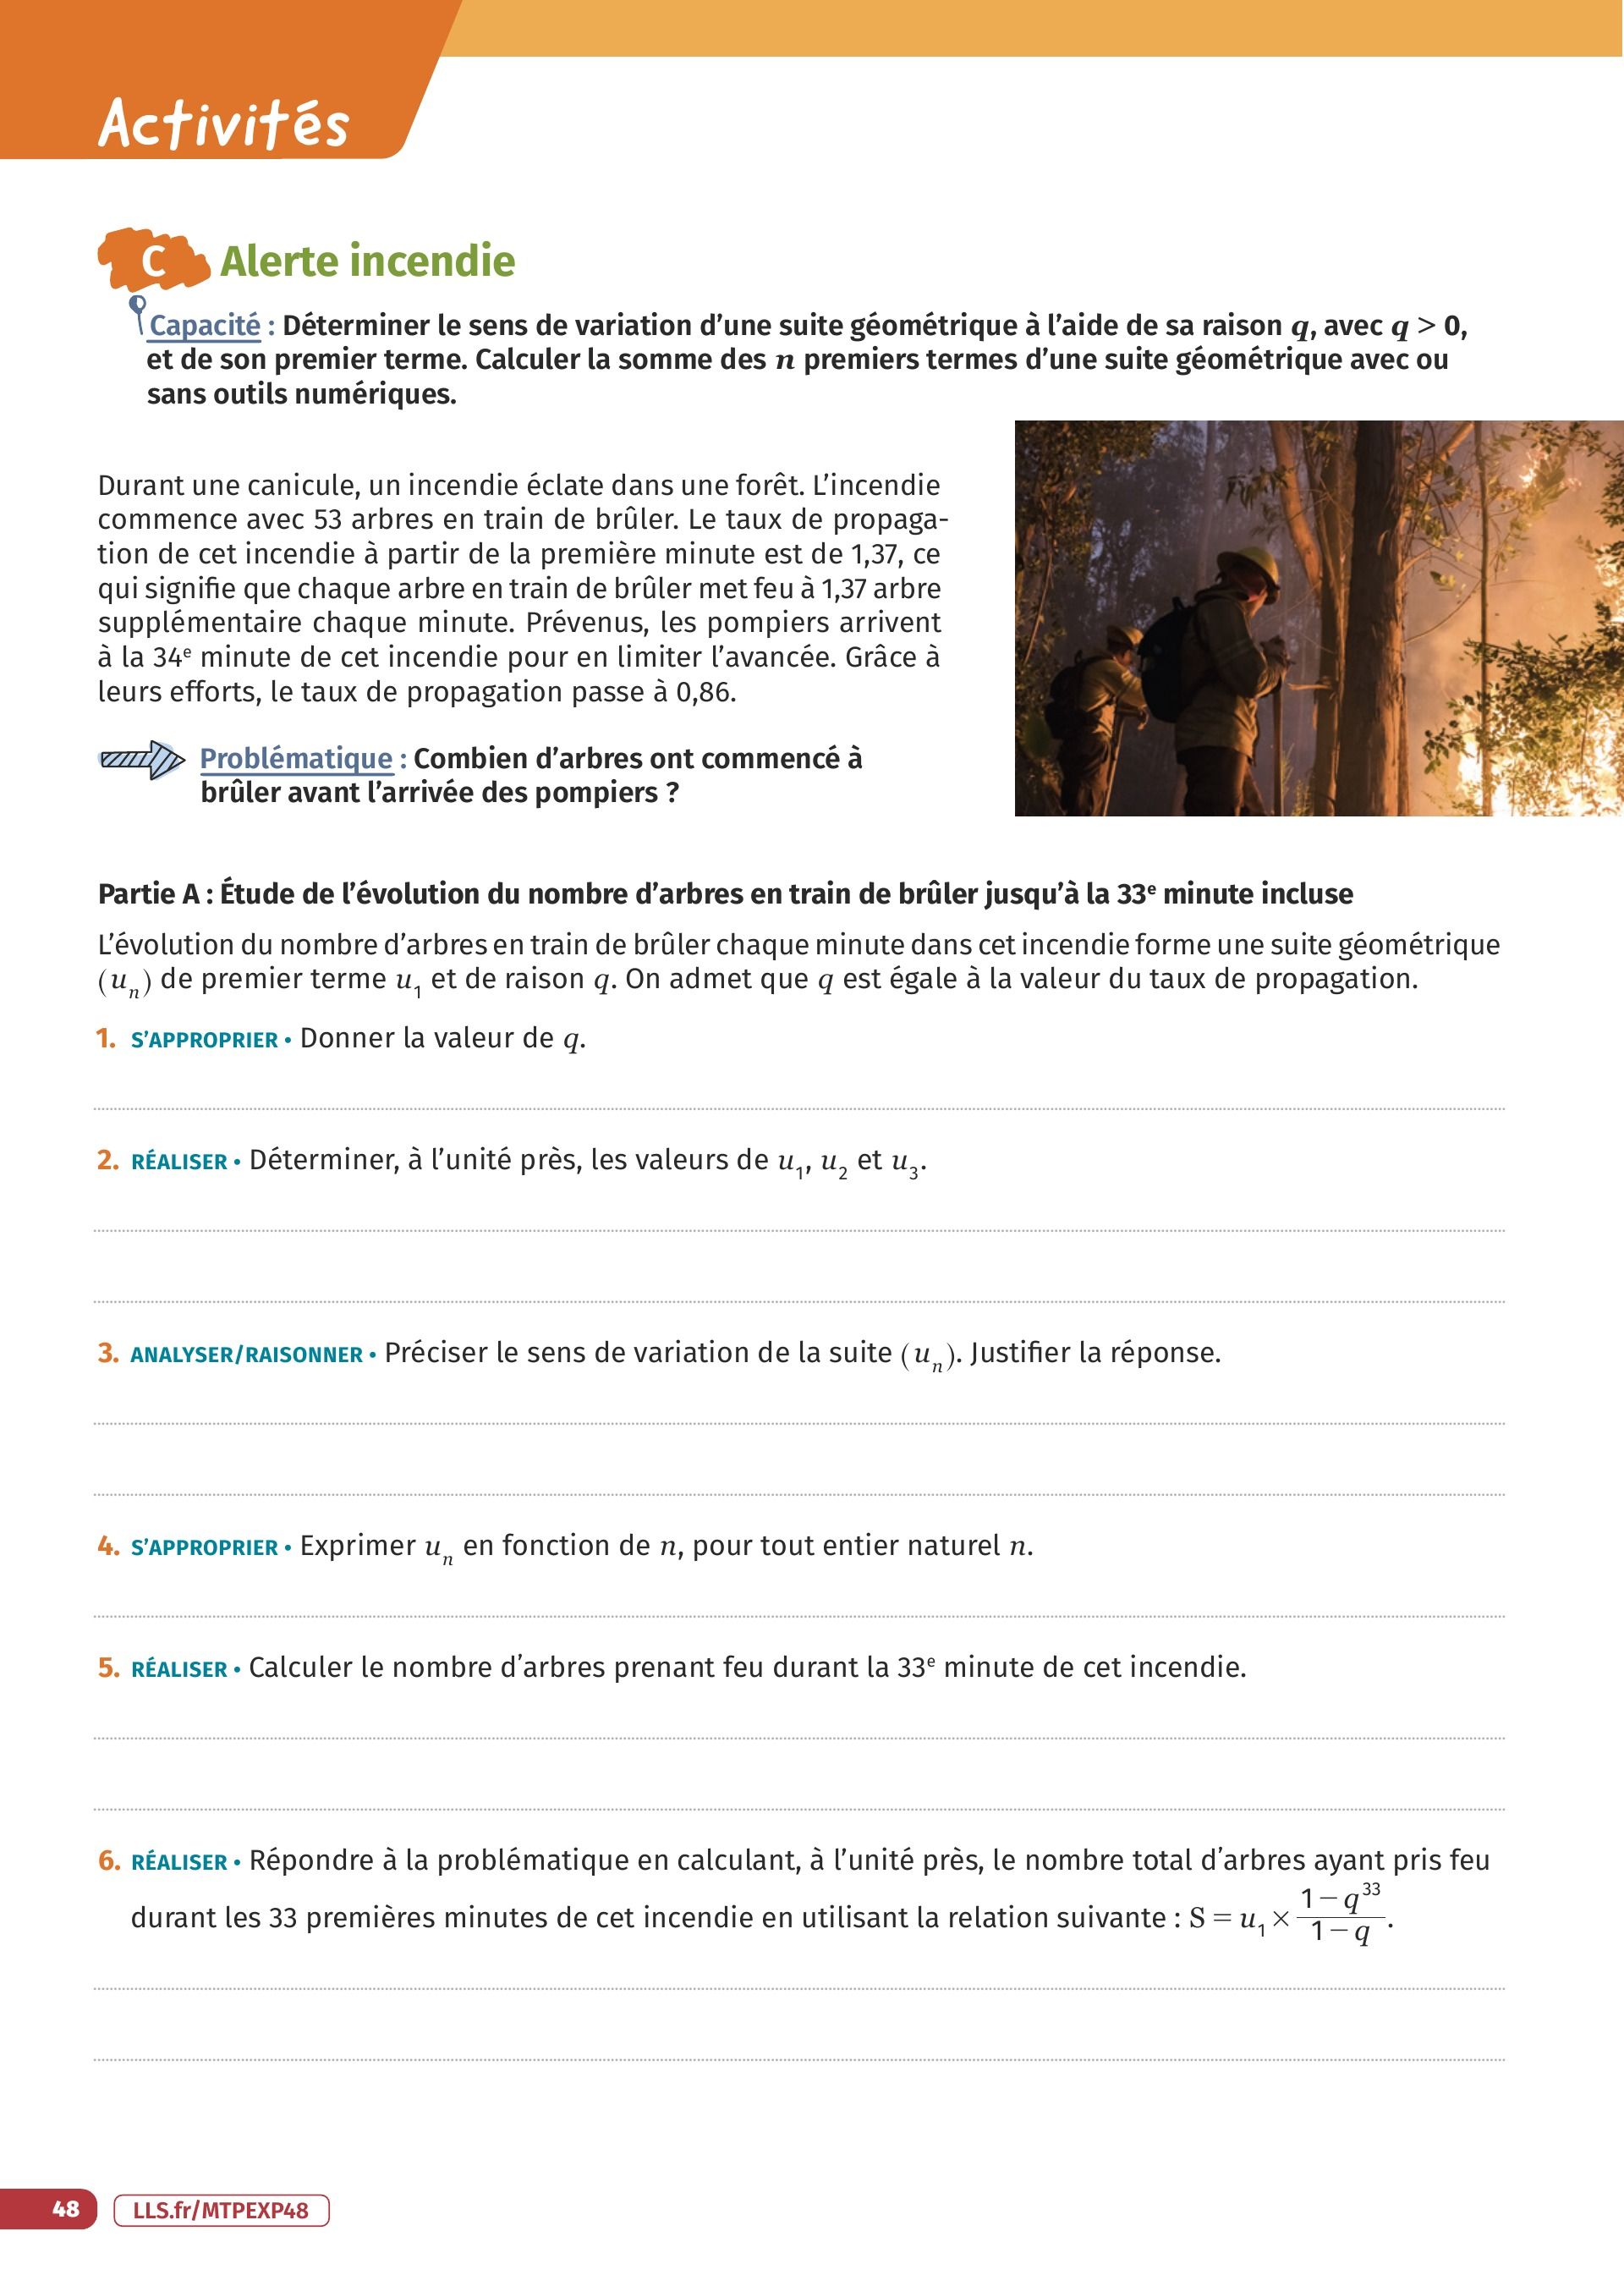 Activités
C Alerte incendie
Capacité : Déterminer le sens de variation d’une suite géométrique à l’aide de sa raison q, avec q > 0,
et de son premier terme. Calculer la somme des n premiers termes d’une suite géométrique avec ou
sans outils numériques.
Durant une canicule, un incendie éclate dans une forêt. L’incendie
commence avec 53 arbres en train de brûler. Le taux de propaga-
tion de cet incendie à partir de la première minute est de 1,37, ce
qui signifie que chaque arbre en train de brûler met feu à 1,37 arbre
supplémentaire chaque minute. Prévenus, les pompiers arrivent
à la 34e minute de cet incendie pour en limiter l’avancée. Grâce à
leurs efforts, le taux de propagation passe à 0,86.
Problématique : Combien d’arbres ont commencé à
brûler avant l’arrivée des pompiers ?
Partie A : Étude de l’évolution du nombre d’arbres en train de brûler jusqu’à la 33e minute incluse
L’évolution du nombre d’arbres en train de brûler chaque minute dans cet incendie forme une suite géométrique
(u_n) de premier terme u_1 et de raison q. On admet que q est égale à la valeur du taux de propagation.
1. S’APPROPRIER • Donner la valeur de q.
2. RÉALISER • Déterminer, à l’unité près, les valeurs de u_1, u_2 et u_3.
3. ANALYSER/RAISONNER • Préciser le sens de variation de la suite (u_n). Justifier la réponse.
4. S’APPROPRIER • Exprimer u_n en fonction de n, pour tout entier naturel n.
5. RÉALISER • Calculer le nombre d’arbres prenant feu durant la 33e minute de cet incendie.
6. RÉALISER • Répondre à la problématique en calculant, à l’unité près, le nombre total d’arbres ayant pris feu
durant les 33 premières minutes de cet incendie en utilisant la relation suivante : S = u_1 × (1 − q^33)/(1 − q).
48 LLS.fr/MTPEXP48